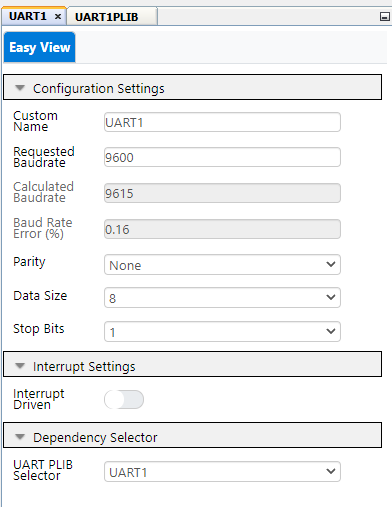 UART1 × UART1PLIB
Easy View
Configuration Settings
Custom
Name
UART1
Requested
Baudrate
9600
Calculated
Baudrate
9615
Baud Rate
Error (%)
0.16
Parity
None
Data Size
8
Stop Bits
1
Interrupt Settings
Interrupt
Driven
Dependency Selector
UART PLIB
Selector
UART1